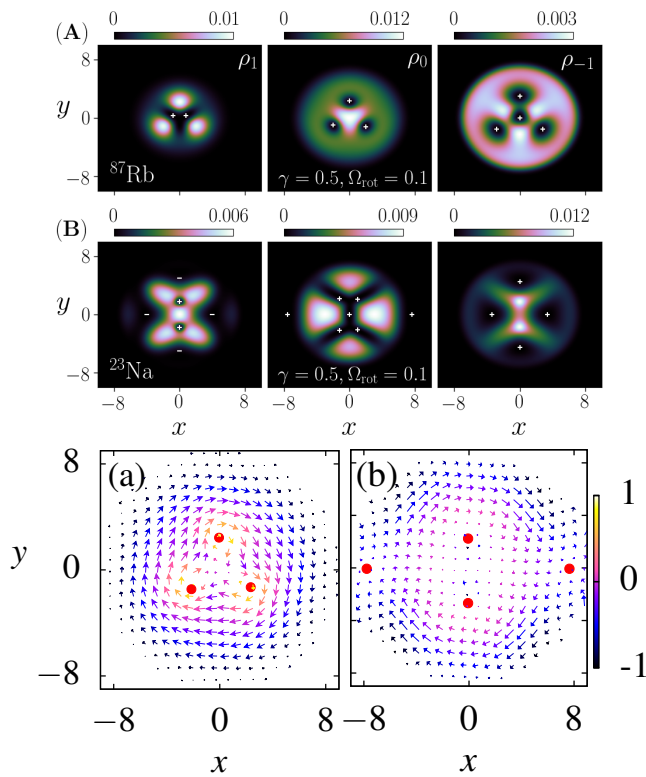 (A) 0 0.01 0 0.012 0 0.003
8 ρ₁ ρ₀ ρ₋₁
y 0
−8 ⁸⁷Rb γ = 0.5, Ω_rot = 0.1
(B) 0 0.006 0 0.009 0 0.012
8
y 0
−8 ²³Na γ = 0.5, Ω_rot = 0.1
−8 0 8 −8 0 8 −8 0 8
x x x
8 (a) (b) 1
y 0 0
−8 -1
−8 0 8 −8 0 8
x x